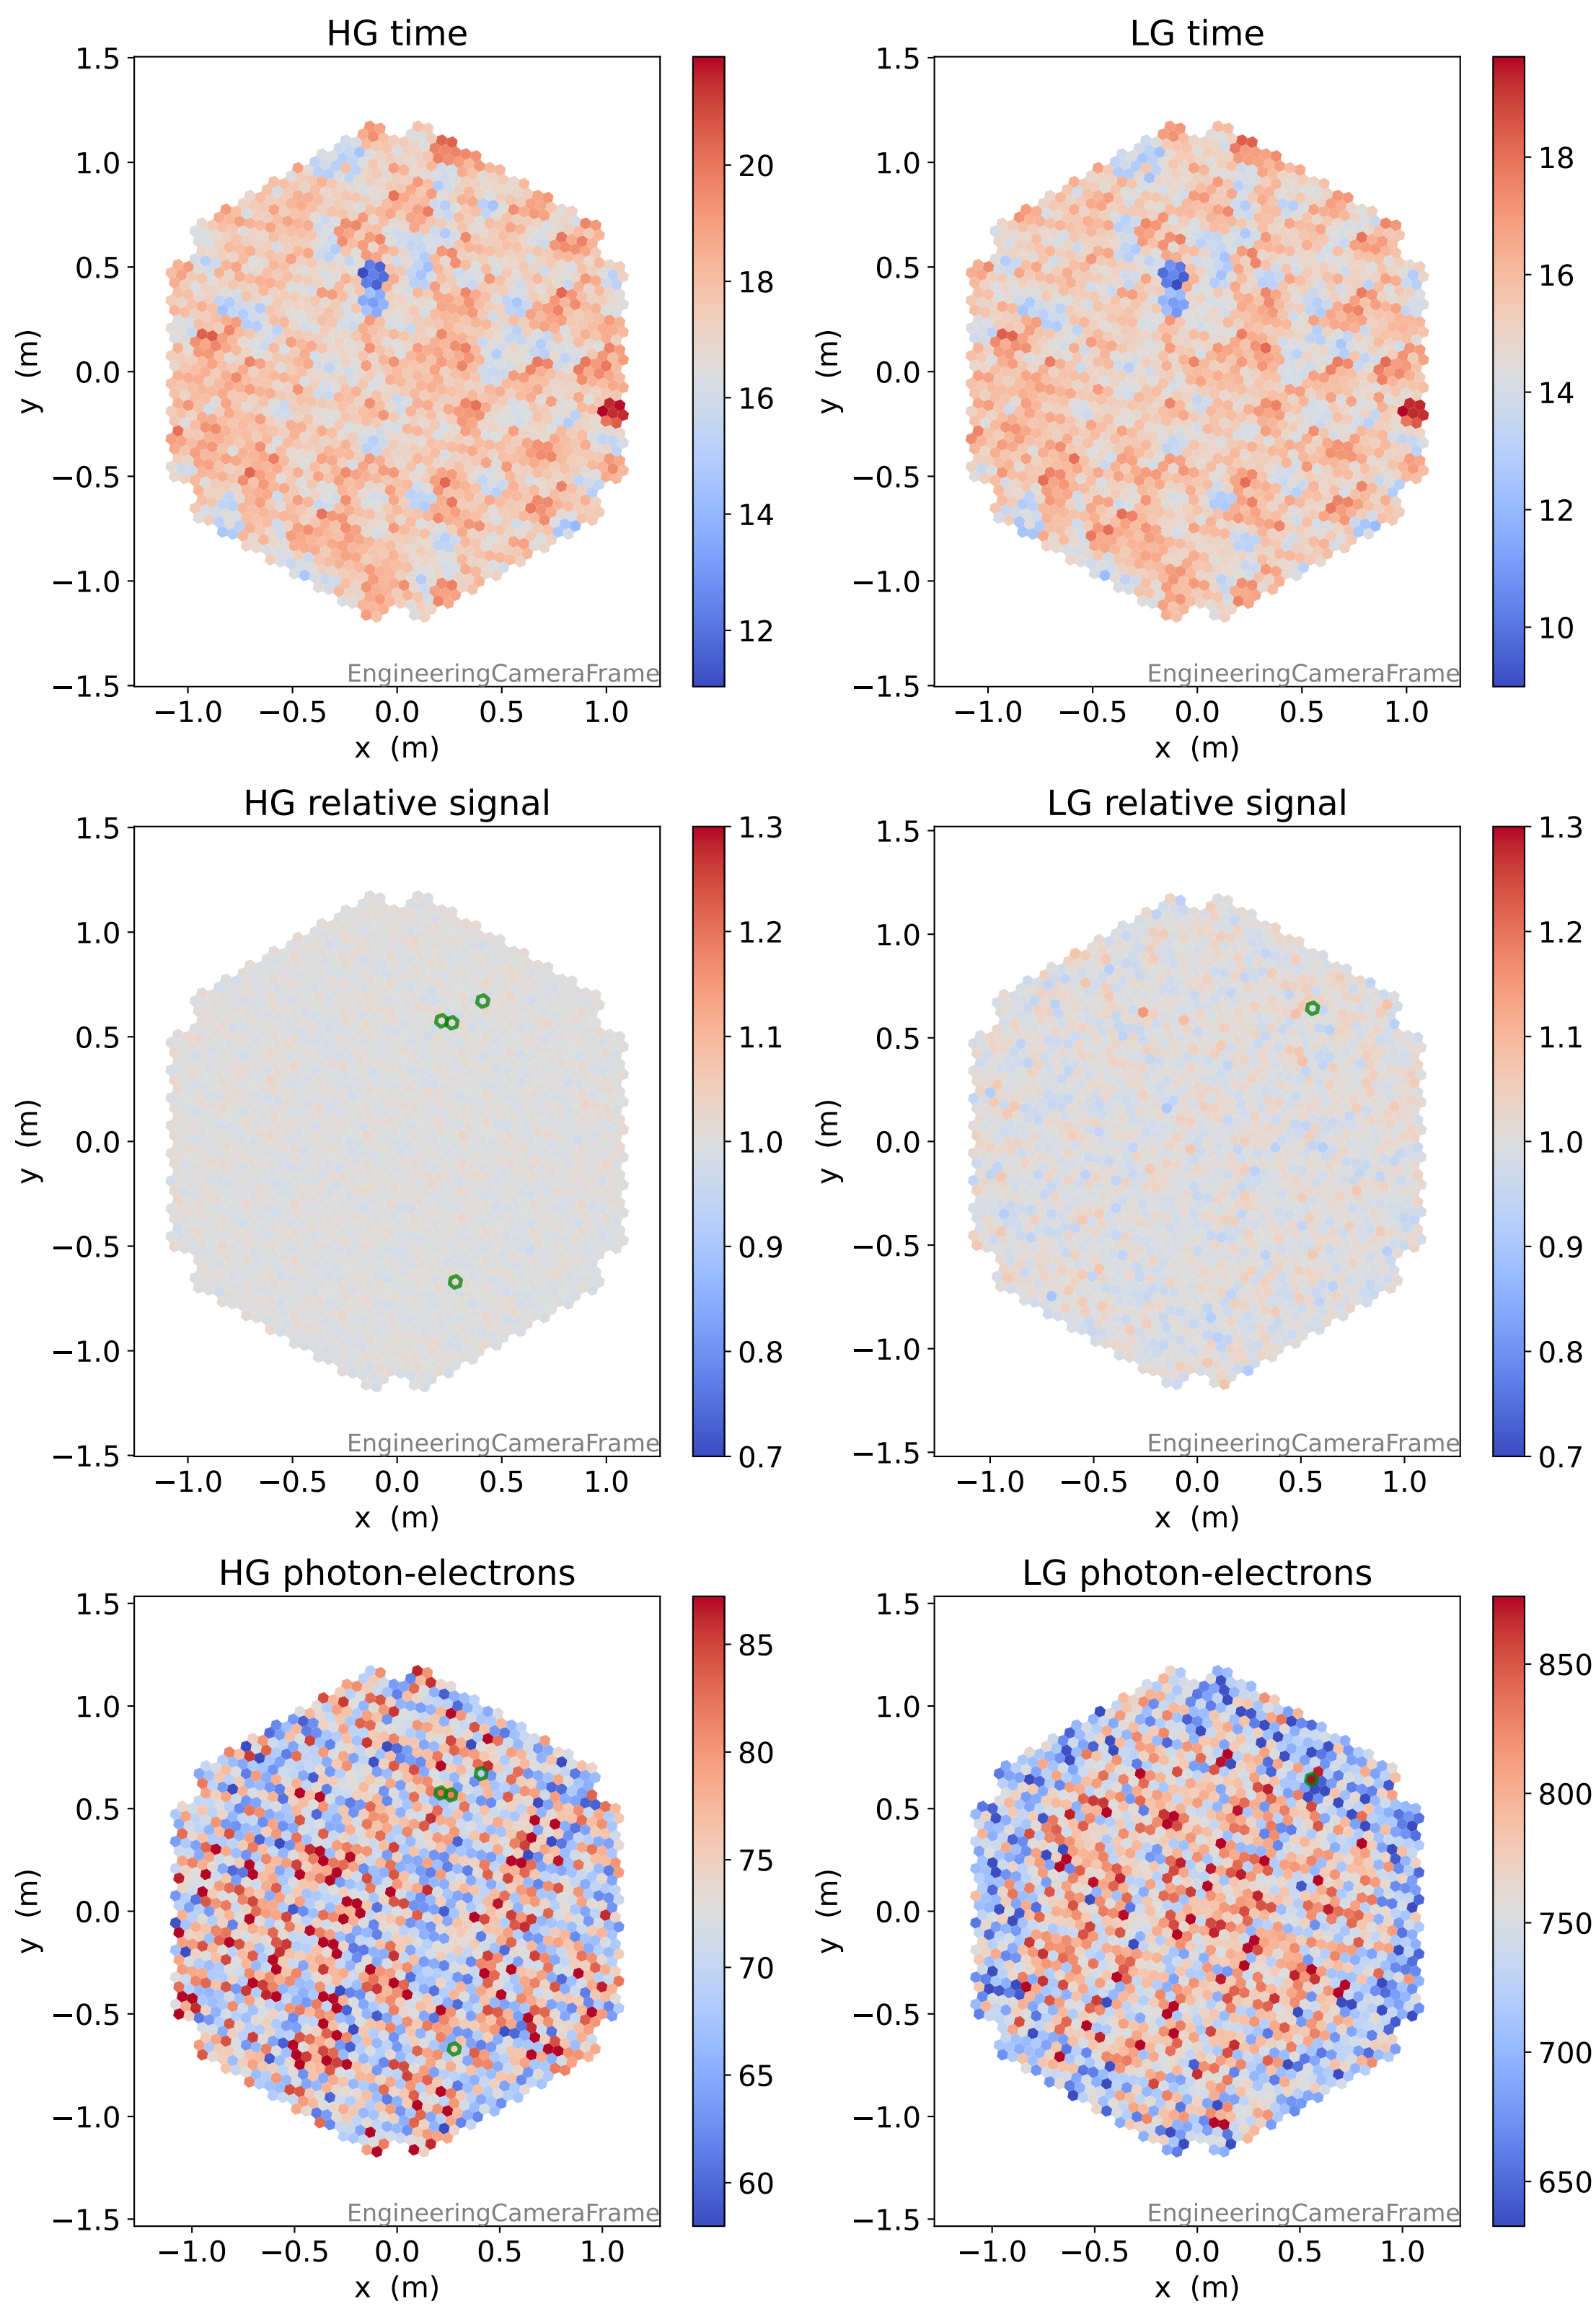 HG time
LG time
1.5
1.0
0.5
0.0
−0.5
−1.0
−1.5
y (m)
−1.0 −0.5 0.0 0.5 1.0
x (m)
EngineeringCameraFrame
20
18
16
14
12
1.5
1.0
0.5
0.0
−0.5
−1.0
−1.5
y (m)
−1.0 −0.5 0.0 0.5 1.0
x (m)
EngineeringCameraFrame
18
16
14
12
10
HG relative signal
LG relative signal
1.5
1.0
0.5
0.0
−0.5
−1.0
−1.5
y (m)
−1.0 −0.5 0.0 0.5 1.0
x (m)
EngineeringCameraFrame
1.3
1.2
1.1
1.0
0.9
0.8
0.7
1.5
1.0
0.5
0.0
−0.5
−1.0
−1.5
y (m)
−1.0 −0.5 0.0 0.5 1.0
x (m)
EngineeringCameraFrame
1.3
1.2
1.1
1.0
0.9
0.8
0.7
HG photon-electrons
LG photon-electrons
1.5
1.0
0.5
0.0
−0.5
−1.0
−1.5
y (m)
−1.0 −0.5 0.0 0.5 1.0
x (m)
EngineeringCameraFrame
85
80
75
70
65
60
1.5
1.0
0.5
0.0
−0.5
−1.0
−1.5
y (m)
−1.0 −0.5 0.0 0.5 1.0
x (m)
EngineeringCameraFrame
850
800
750
700
650